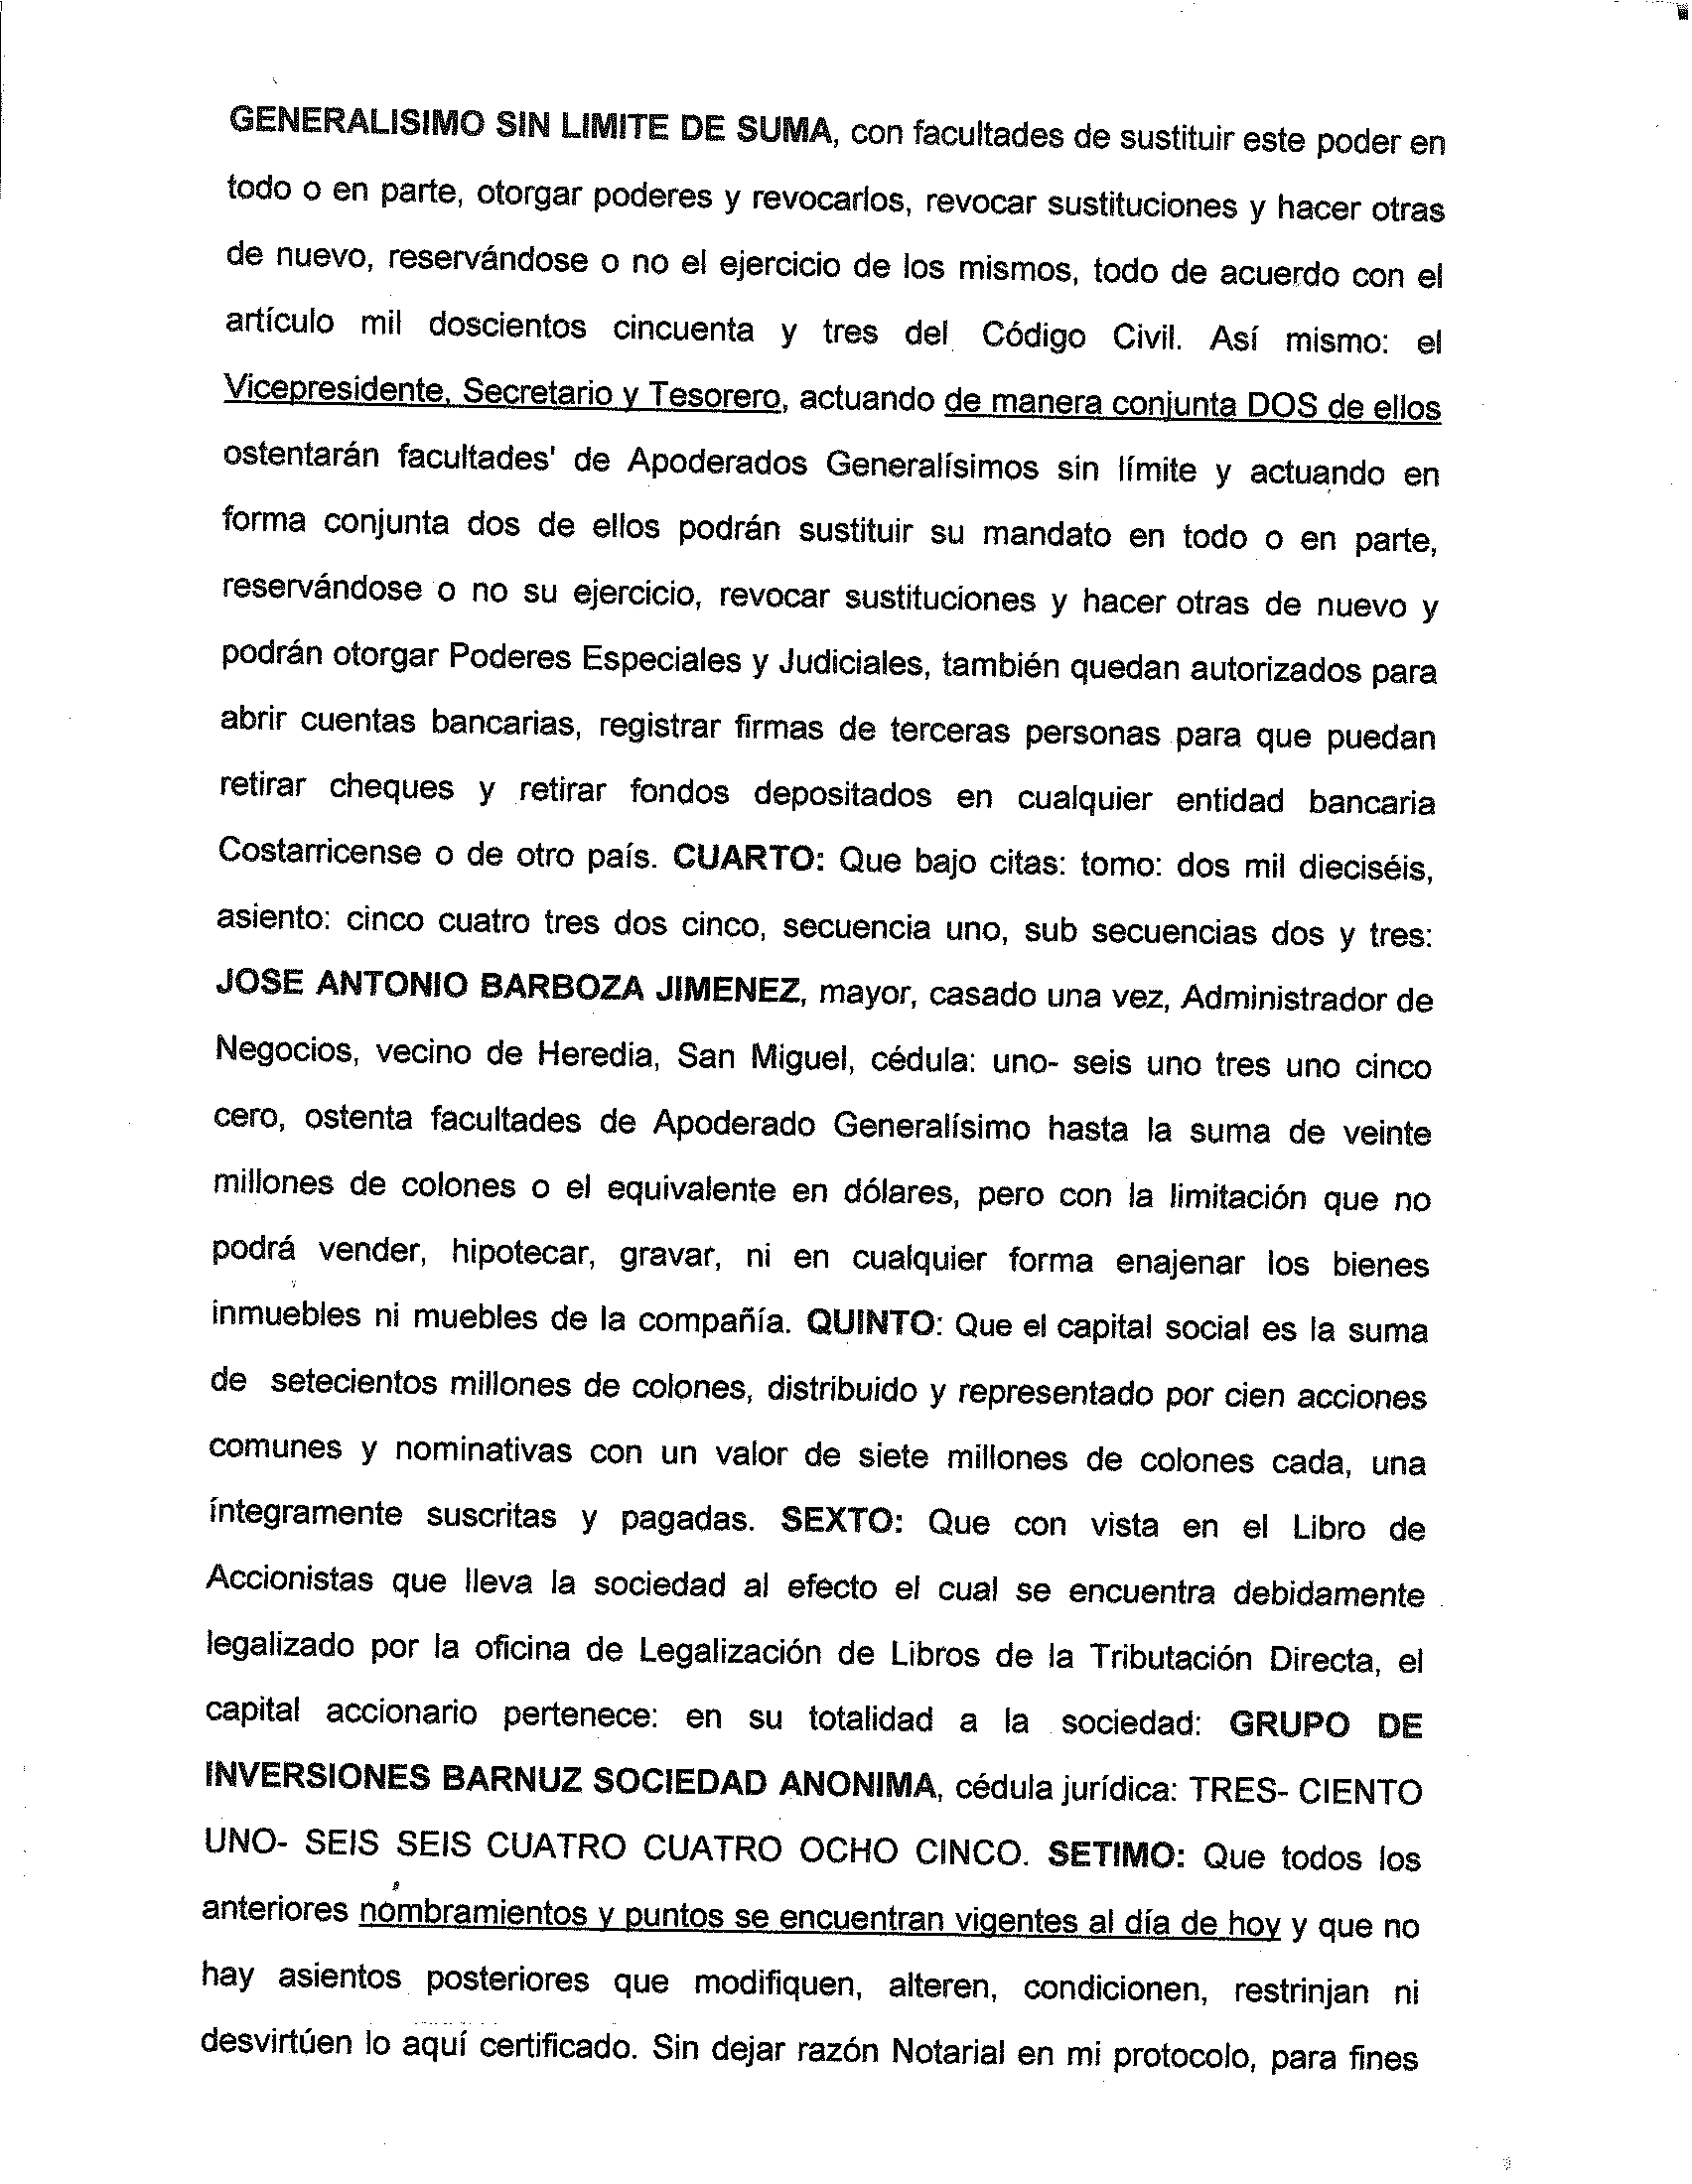 GENERALISIMO SIN LIMITE DE SUMA, con facultades de sustituir este poder en
todo o en parte, otorgar poderes y revocarlos, revocar sustituciones y hacer otras
de nuevo, reservándose o no el ejercicio de los mismos, todo de acuerdo con el
artículo mil doscientos cincuenta y tres del Código Civil. Así mismo: el
Vicepresidente, Secretario y Tesorero, actuando de manera conjunta DOS de ellos
ostentarán facultades' de Apoderados Generalísimos sin límite y actuando en
forma conjunta dos de ellos podrán sustituir su mandato en todo o en parte,
reservándose o no su ejercicio, revocar sustituciones y hacer otras de nuevo y
podrán otorgar Poderes Especiales y Judiciales, también quedan autorizados para
abrir cuentas bancarias, registrar firmas de terceras personas para que puedan
retirar cheques y retirar fondos depositados en cualquier entidad bancaria
Costarricense o de otro país. CUARTO: Que bajo citas: tomo: dos mil dieciséis,
asiento: cinco cuatro tres dos cinco, secuencia uno, sub secuencias dos y tres:
JOSE ANTONIO BARBOZA JIMENEZ, mayor, casado una vez, Administrador de
Negocios, vecino de Heredia, San Miguel, cédula: uno- seis uno tres uno cinco
cero, ostenta facultades de Apoderado Generalísimo hasta la suma de veinte
millones de colones o el equivalente en dólares, pero con la limitación que no
podrá vender, hipotecar, gravar, ni en cualquier forma enajenar los bienes
inmuebles ni muebles de la compañía. QUINTO: Que el capital social es la suma
de setecientos millones de colones, distribuido y representado por cien acciones
comunes y nominativas con un valor de siete millones de colones cada, una
íntegramente suscritas y pagadas. SEXTO: Que con vista en el Libro de
Accionistas que lleva la sociedad al efecto el cual se encuentra debidamente
legalizado por la oficina de Legalización de Libros de la Tributación Directa, el
capital accionario pertenece: en su totalidad a la sociedad: GRUPO DE
INVERSIONES BARNUZ SOCIEDAD ANONIMA, cédula jurídica: TRES- CIENTO
UNO- SEIS SEIS CUATRO CUATRO OCHO CINCO. SETIMO: Que todos los
anteriores nombramientos y puntos se encuentran vigentes al día de hoy y que no
hay asientos posteriores que modifiquen, alteren, condicionen, restrinjan ni
desvirtúen lo aquí certificado. Sin dejar razón Notarial en mi protocolo, para fines